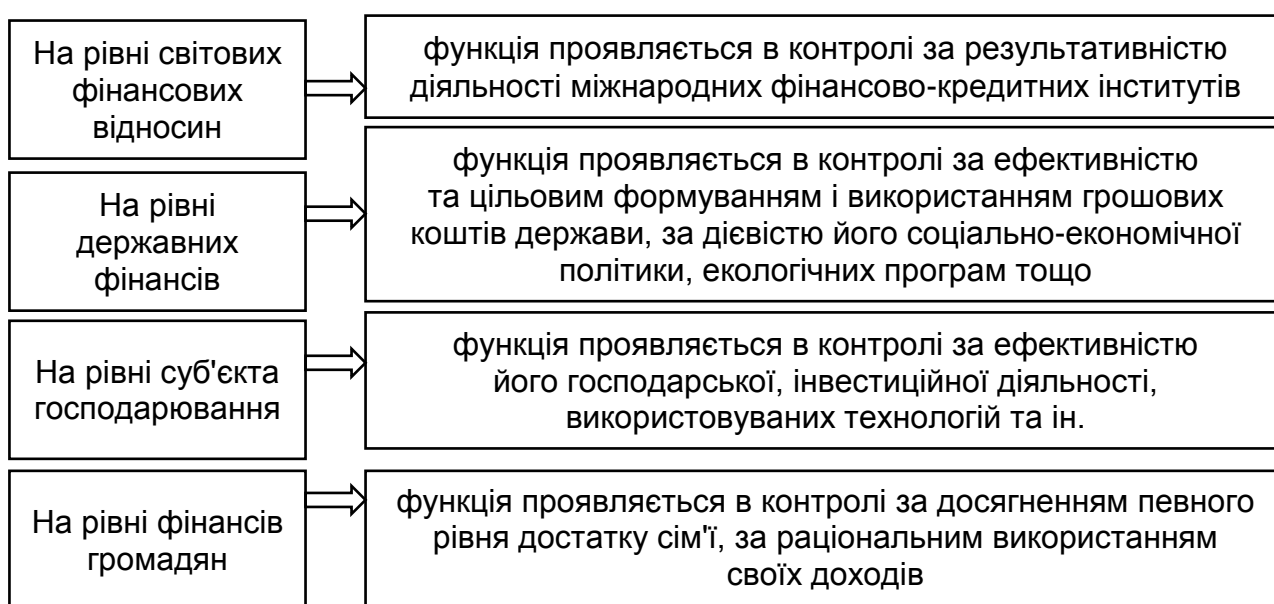 На рівні світових
фінансових
відносин
функція проявляється в контролі за результативністю
діяльності міжнародних фінансово-кредитних інститутів
На рівні
державних
фінансів
функція проявляється в контролі за ефективністю
та цільовим формуванням і використанням грошових
коштів держави, за дієвістю його соціально-економічної
політики, екологічних програм тощо
На рівні суб'єкта
господарювання
функція проявляється в контролі за ефективністю
його господарської, інвестиційної діяльності,
використовуваних технологій та ін.
На рівні фінансів
громадян
функція проявляється в контролі за досягненням певного
рівня достатку сім'ї, за раціональним використанням
своїх доходів